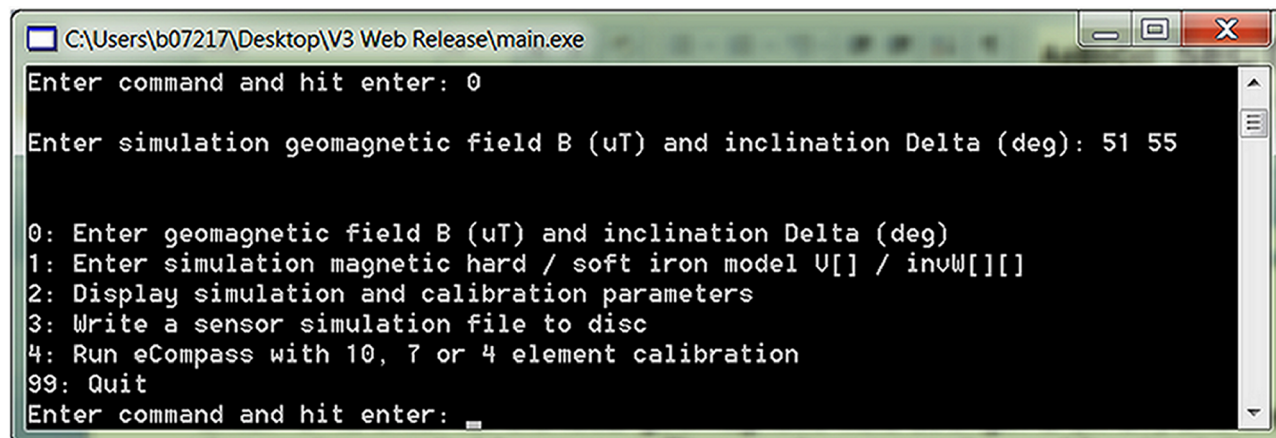 C:\Users\b07217\Desktop\V3 Web Release\main.exe
Enter command and hit enter: 0
Enter simulation geomagnetic field B (uT) and inclination Delta (deg): 51 55
0: Enter geomagnetic field B (uT) and inclination Delta (deg)
1: Enter simulation magnetic hard / soft iron model V[] / invW[][]
2: Display simulation and calibration parameters
3: Write a sensor simulation file to disc
4: Run eCompass with 10, 7 or 4 element calibration
99: Quit
Enter command and hit enter: _